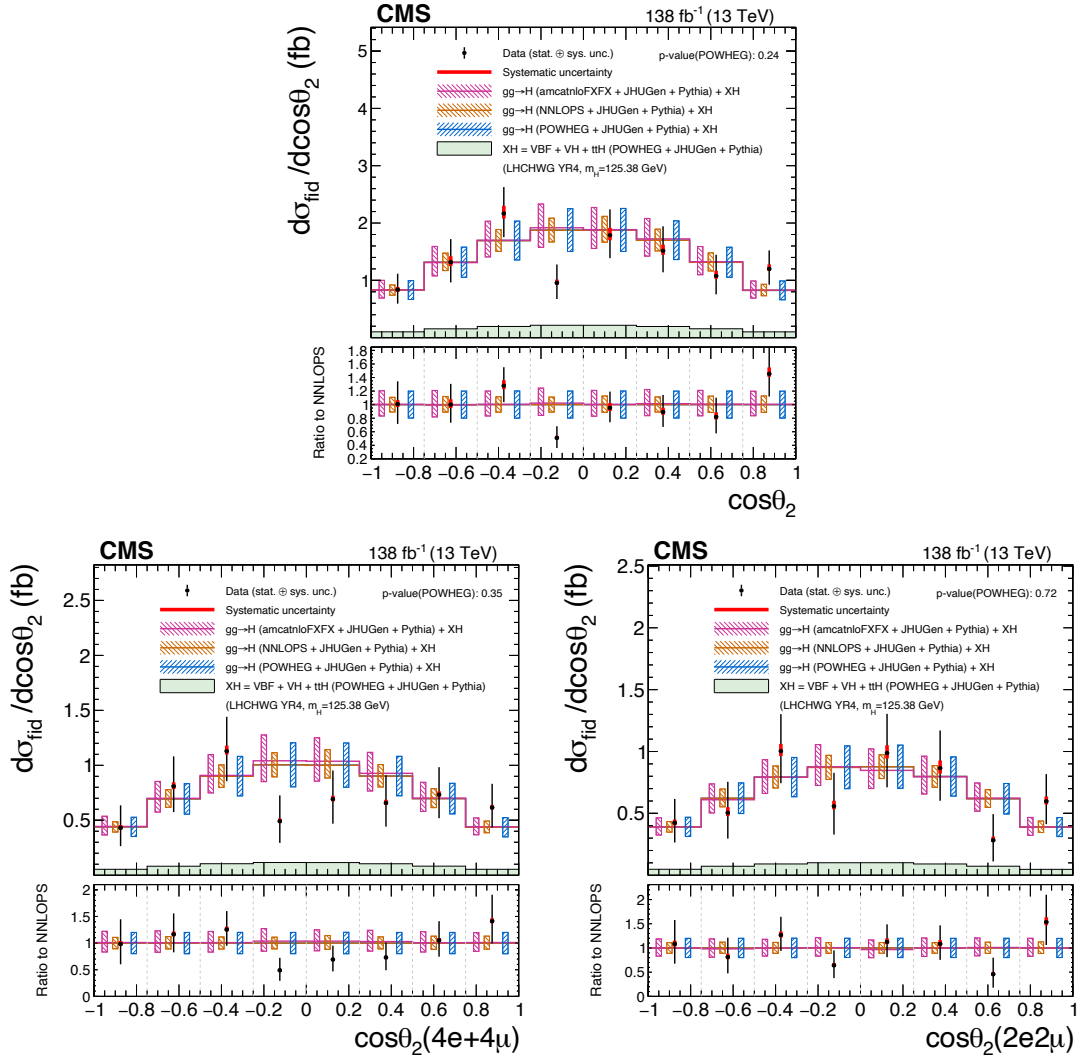 CMS 138 fb⁻¹ (13 TeV)
dσ_fid /dcosθ₂ (fb)
5
4
3
2
1
Data (stat. ⊕ sys. unc.) p-value(POWHEG): 0.24
Systematic uncertainty
gg→H (amcatnloFXFX + JHUGen + Pythia) + XH
gg→H (NNLOPS + JHUGen + Pythia) + XH
gg→H (POWHEG + JHUGen + Pythia) + XH
XH = VBF + VH + ttH (POWHEG + JHUGen + Pythia)
(LHCHWG YR4, m_H=125.38 GeV)
Ratio to NNLOPS
1.8
1.6
1.4
1.2
1
0.8
0.6
0.4
0.2
−1 −0.8 −0.6 −0.4 −0.2 0 0.2 0.4 0.6 0.8 1
cosθ₂
CMS 138 fb⁻¹ (13 TeV)
dσ_fid /dcosθ₂ (fb)
2.5
2
1.5
1
0.5
Data (stat. ⊕ sys. unc.) p-value(POWHEG): 0.35
Systematic uncertainty
gg→H (amcatnloFXFX + JHUGen + Pythia) + XH
gg→H (NNLOPS + JHUGen + Pythia) + XH
gg→H (POWHEG + JHUGen + Pythia) + XH
XH = VBF + VH + ttH (POWHEG + JHUGen + Pythia)
(LHCHWG YR4, m_H=125.38 GeV)
Ratio to NNLOPS
2
1.5
1
0.5
0
−1 −0.8 −0.6 −0.4 −0.2 0 0.2 0.4 0.6 0.8 1
cosθ₂(4e+4μ)
CMS 138 fb⁻¹ (13 TeV)
dσ_fid /dcosθ₂ (fb)
2.5
2
1.5
1
0.5
Data (stat. ⊕ sys. unc.) p-value(POWHEG): 0.72
Systematic uncertainty
gg→H (amcatnloFXFX + JHUGen + Pythia) + XH
gg→H (NNLOPS + JHUGen + Pythia) + XH
gg→H (POWHEG + JHUGen + Pythia) + XH
XH = VBF + VH + ttH (POWHEG + JHUGen + Pythia)
(LHCHWG YR4, m_H=125.38 GeV)
Ratio to NNLOPS
2
1.5
1
0.5
0
−1 −0.8 −0.6 −0.4 −0.2 0 0.2 0.4 0.6 0.8 1
cosθ₂(2e2μ)